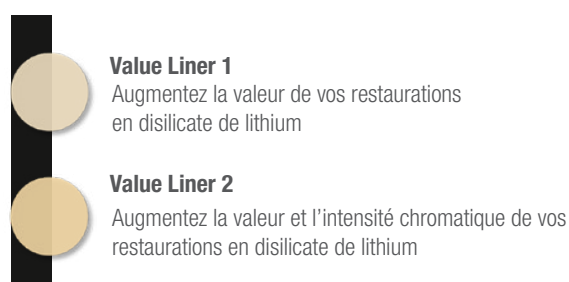 Value Liner 1
Augmentez la valeur de vos restaurations
en disilicate de lithium
Value Liner 2
Augmentez la valeur et l’intensité chromatique de vos
restaurations en disilicate de lithium